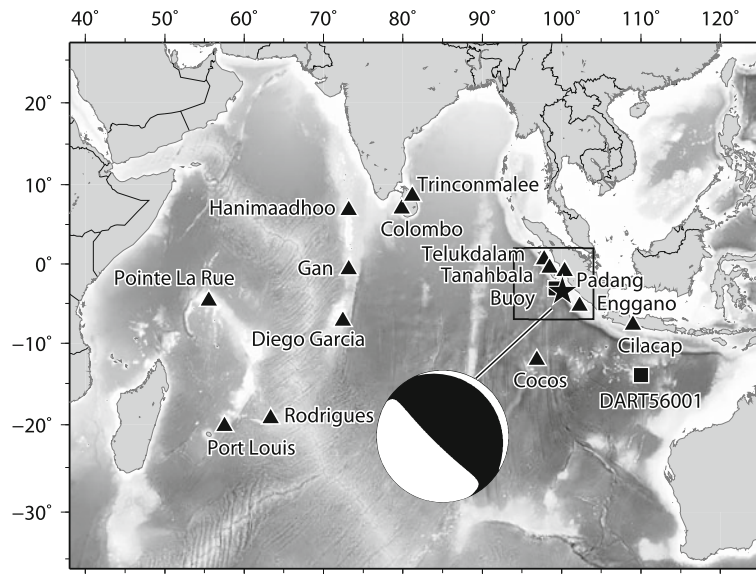 40° 50° 60° 70° 80° 90° 100° 110° 120°
20°
10°
0°
−10°
−20°
−30°
Trinconmalee
Hanimaadhoo
Colombo
Telukdalam
Gan
Tanahbala
Pointe La Rue
Padang
Buoy
Enggano
Diego Garcia
Cilacap
Cocos
DART56001
Rodrigues
Port Louis